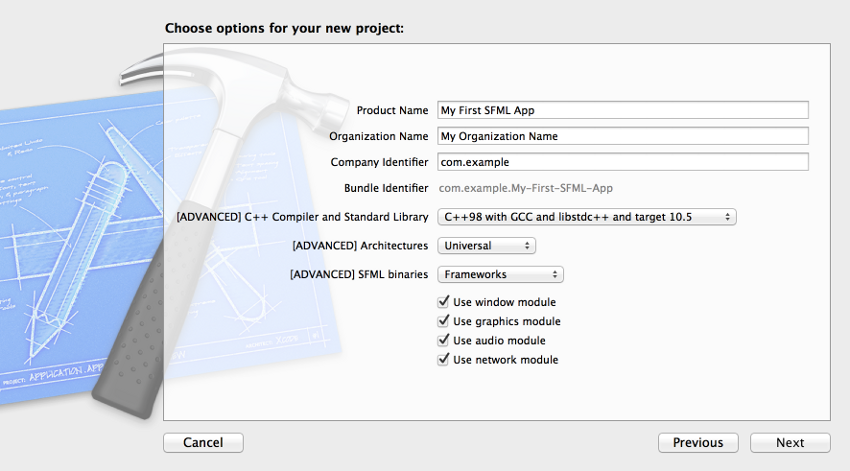 Choose options for your new project:
Product Name My First SFML App
Organization Name My Organization Name
Company Identifier com.example
Bundle Identifier com.example.My-First-SFML-App
[ADVANCED] C++ Compiler and Standard Library C++98 with GCC and libstdc++ and target 10.5
[ADVANCED] Architectures Universal
[ADVANCED] SFML binaries Frameworks
Use window module
Use graphics module
Use audio module
Use network module
PROJECT: APPLICATION.APP
Cancel Previous Next